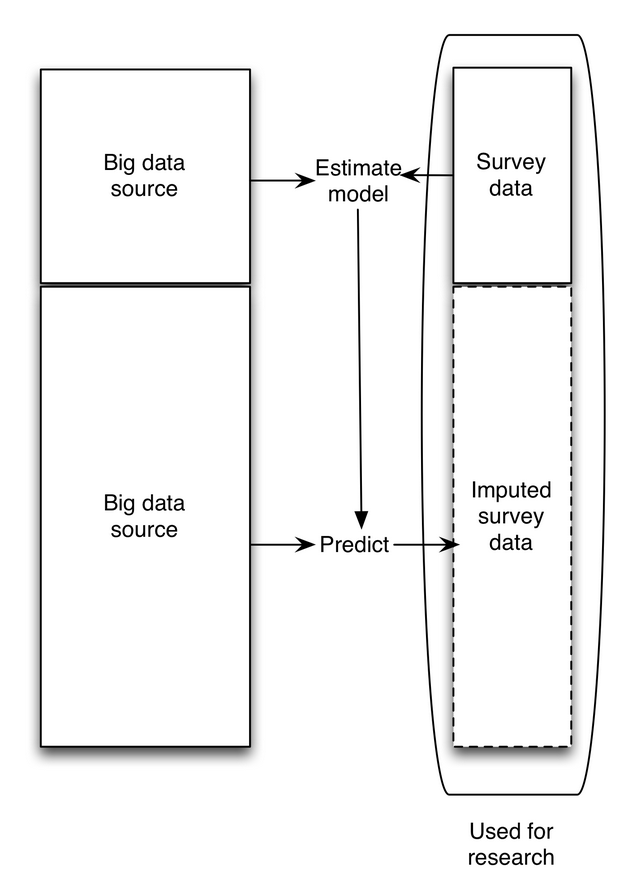 Big data
source
Estimate
model
Survey
data
Big data
source
Predict
Imputed
survey
data
Used for
research